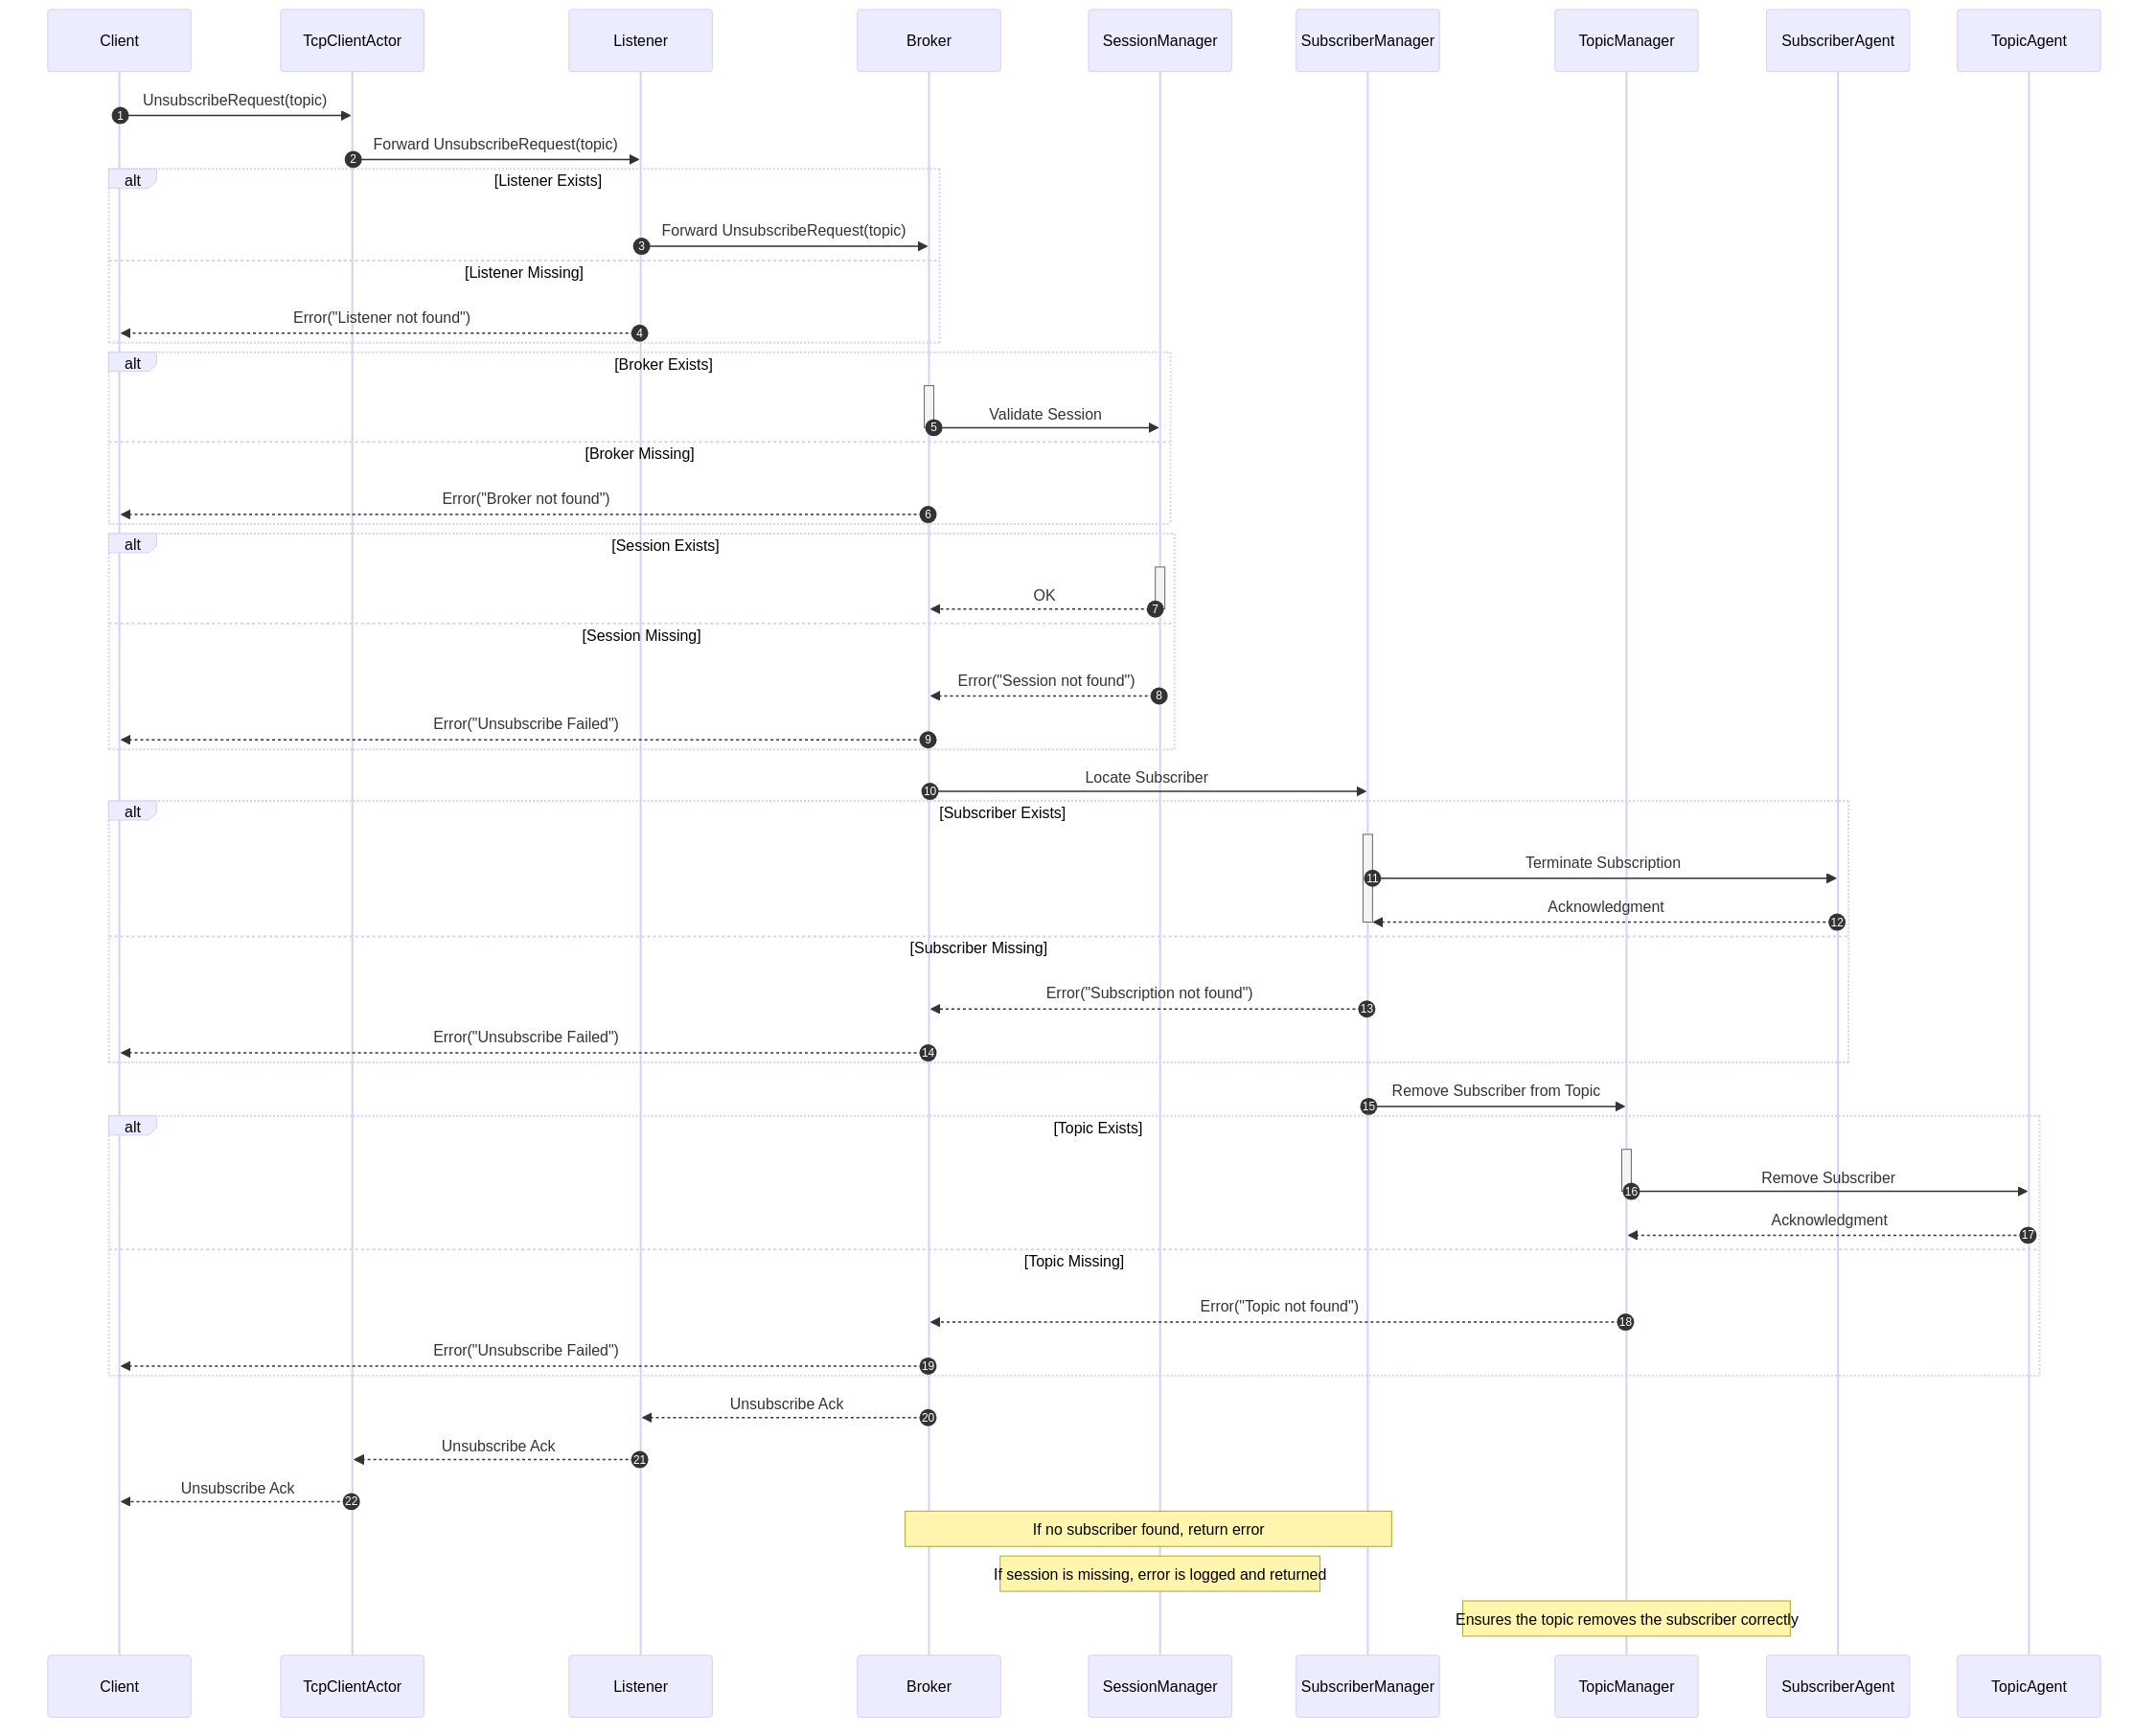 Client
TcpClientActor
Listener
Broker
SessionManager
SubscriberManager
TopicManager
SubscriberAgent
TopicAgent
UnsubscribeRequest(topic)
1
Forward UnsubscribeRequest(topic)
2
alt
[Listener Exists]
Forward UnsubscribeRequest(topic)
3
[Listener Missing]
Error("Listener not found")
4
alt
[Broker Exists]
Validate Session
5
[Broker Missing]
Error("Broker not found")
6
alt
[Session Exists]
OK
7
[Session Missing]
Error("Session not found")
8
Error("Unsubscribe Failed")
9
Locate Subscriber
10
alt
[Subscriber Exists]
Terminate Subscription
11
Acknowledgment
12
[Subscriber Missing]
Error("Subscription not found")
13
Error("Unsubscribe Failed")
14
Remove Subscriber from Topic
15
alt
[Topic Exists]
Remove Subscriber
16
Acknowledgment
17
[Topic Missing]
Error("Topic not found")
18
Error("Unsubscribe Failed")
19
Unsubscribe Ack
20
Unsubscribe Ack
21
Unsubscribe Ack
22
If no subscriber found, return error
If session is missing, error is logged and returned
Ensures the topic removes the subscriber correctly
Client
TcpClientActor
Listener
Broker
SessionManager
SubscriberManager
TopicManager
SubscriberAgent
TopicAgent